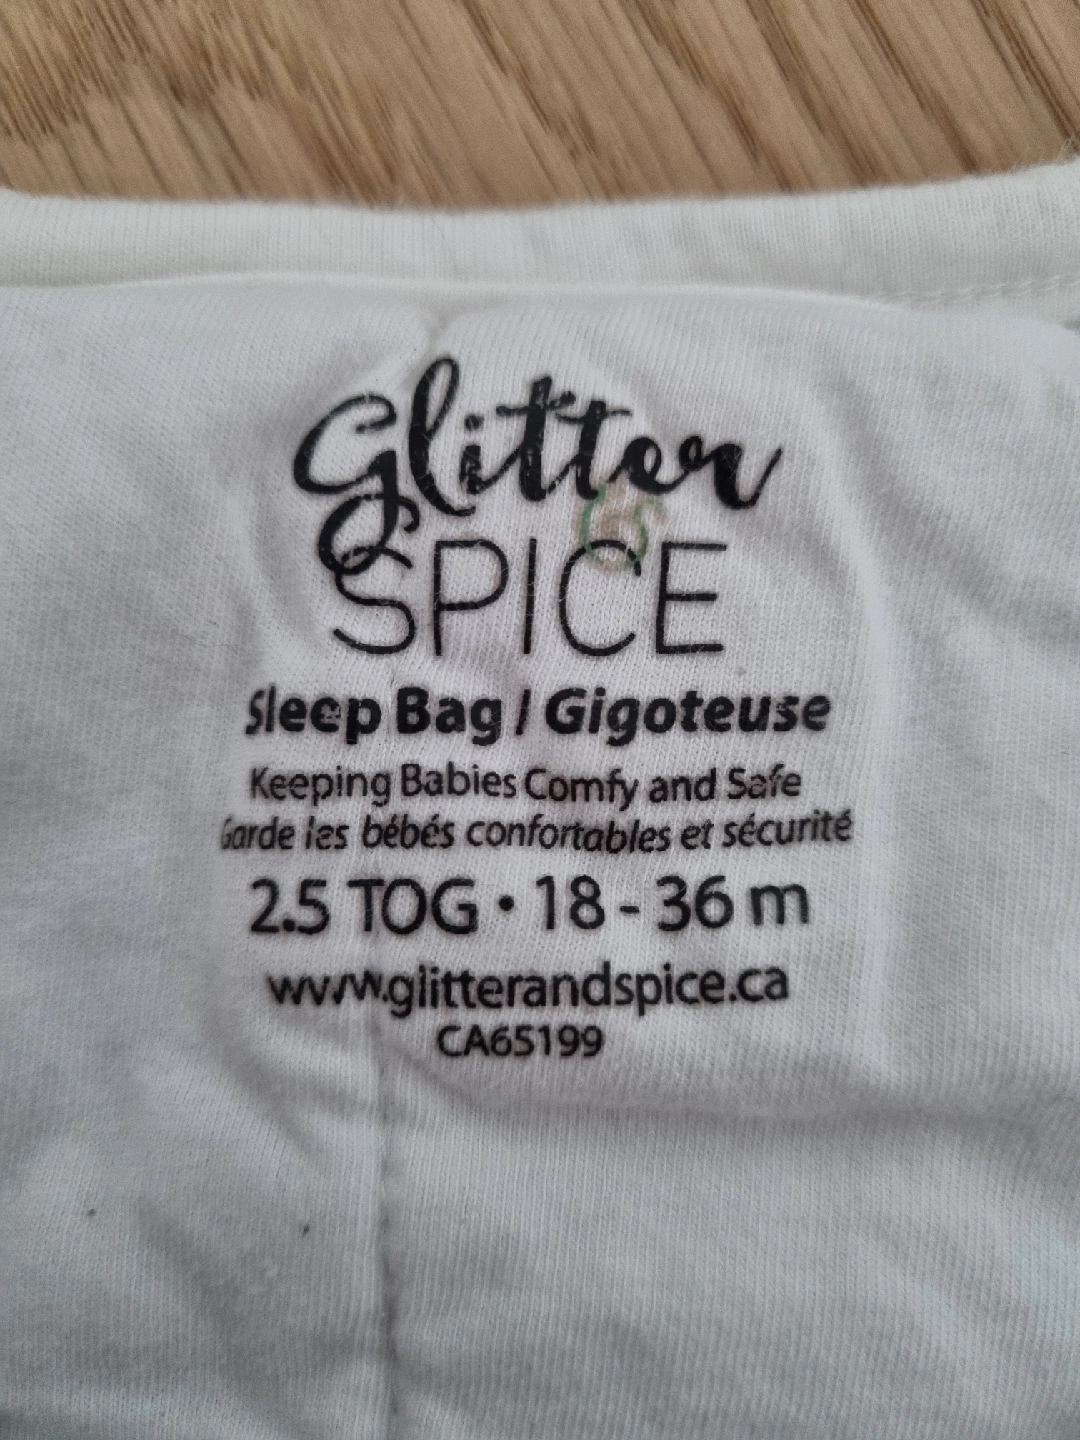 Glitter
&
SPICE
Sleep Bag / Gigoteuse
Keeping Babies Comfy and Safe
Garde les bébés confortables et sécurité
2.5 TOG • 18 - 36 m
www.glitterandspice.ca
CA65199